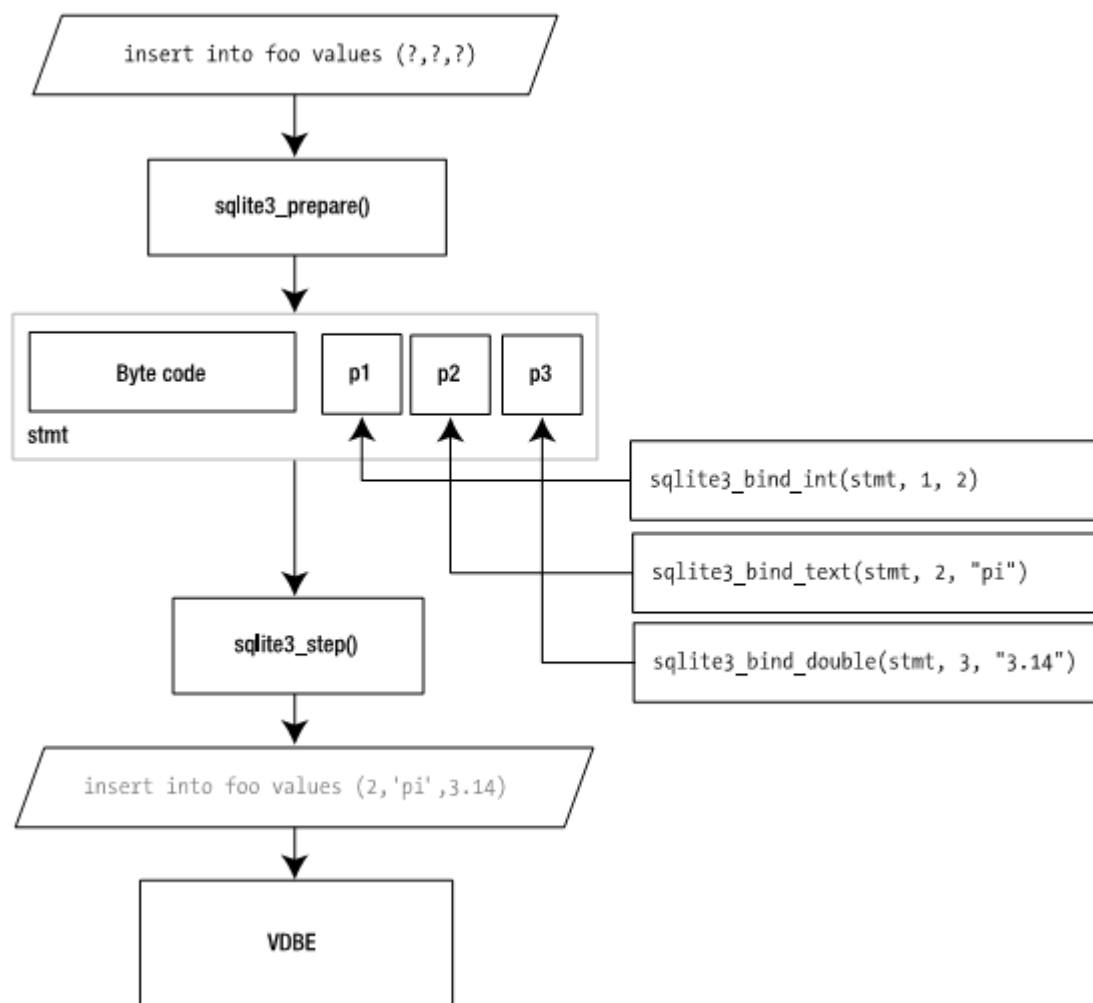 insert into foo values (?,?,?)
sqlite3_prepare()
Byte code
p1
p2
p3
stmt
sqlite3_bind_int(stmt, 1, 2)
sqlite3_bind_text(stmt, 2, "pi")
sqlite3_step()
sqlite3_bind_double(stmt, 3, "3.14")
insert into foo values (2,'pi',3.14)
VDBE